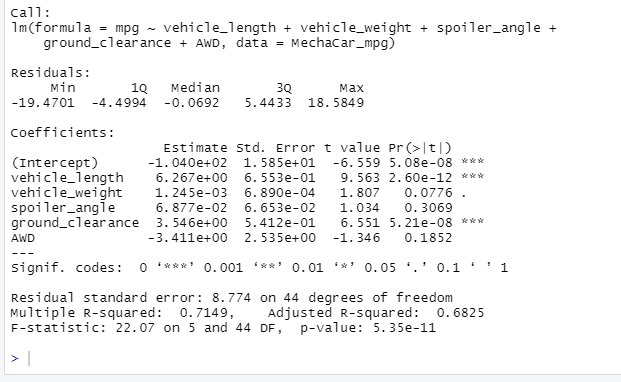 Call:
lm(formula = mpg ~ vehicle_length + vehicle_weight + spoiler_angle +
    ground_clearance + AWD, data = MechaCar_mpg)
Residuals:
     Min       1Q   Median       3Q      Max
-19.4701  -4.4994  -0.0692   5.4433  18.5849
Coefficients:
                   Estimate Std. Error t value Pr(>|t|)
(Intercept)      -1.040e+02  1.585e+01  -6.559 5.08e-08 ***
vehicle_length    6.267e+00  6.553e-01   9.563 2.60e-12 ***
vehicle_weight    1.245e-03  6.890e-04   1.807   0.0776 .
spoiler_angle     6.877e-02  6.653e-02   1.034   0.3069
ground_clearance  3.546e+00  5.412e-01   6.551 5.21e-08 ***
AWD              -3.411e+00  2.535e+00  -1.346   0.1852
---
Signif. codes:  0 ‘***’ 0.001 ‘**’ 0.01 ‘*’ 0.05 ‘.’ 0.1 ‘ ’ 1
Residual standard error: 8.774 on 44 degrees of freedom
Multiple R-squared:  0.7149,    Adjusted R-squared:  0.6825
F-statistic: 22.07 on 5 and 44 DF,  p-value: 5.35e-11
>